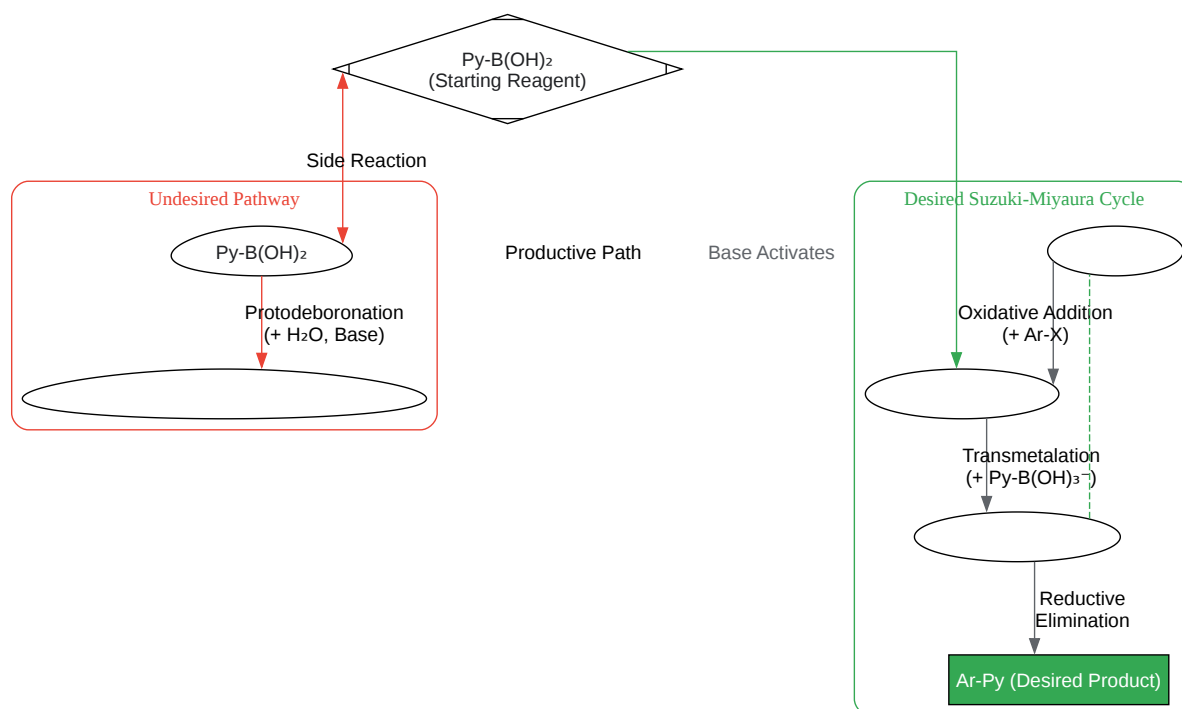 Py-B(OH)₂
(Starting Reagent)
Side Reaction
Undesired Pathway
Desired Suzuki-Miyaura Cycle
Py-B(OH)₂
Productive Path
Base Activates
Protodeboronation
(+ H₂O, Base)
Oxidative Addition
(+ Ar-X)
Transmetalation
(+ Py-B(OH)₃⁻)
Reductive
Elimination
Ar-Py (Desired Product)